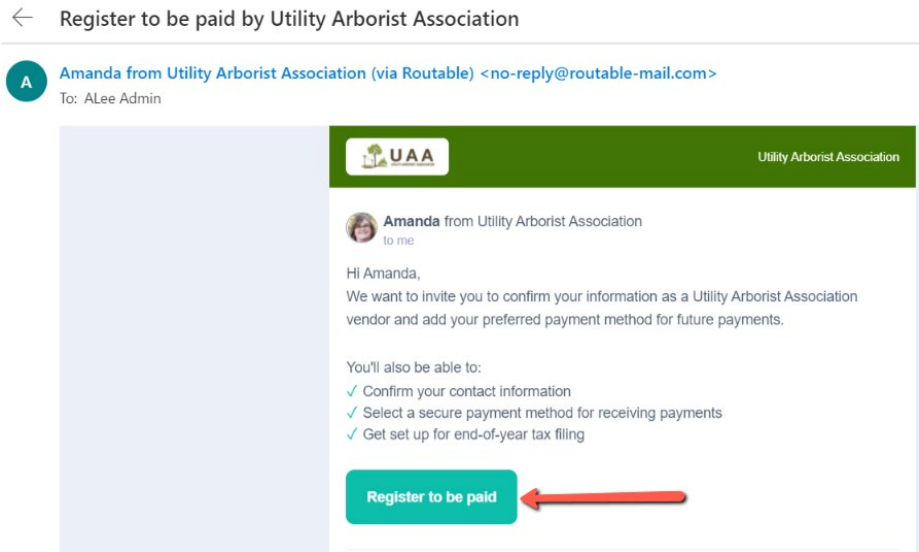 Register to be paid by Utility Arborist Association
A
Amanda from Utility Arborist Association (via Routable) <no-reply@routable-mail.com>
To: ALee Admin
UAA
Utility Arborist Association
Amanda from Utility Arborist Association
to me
Hi Amanda,
We want to invite you to confirm your information as a Utility Arborist Association
vendor and add your preferred payment method for future payments.
You'll also be able to:
✓ Confirm your contact information
✓ Select a secure payment method for receiving payments
✓ Get set up for end-of-year tax filing
Register to be paid